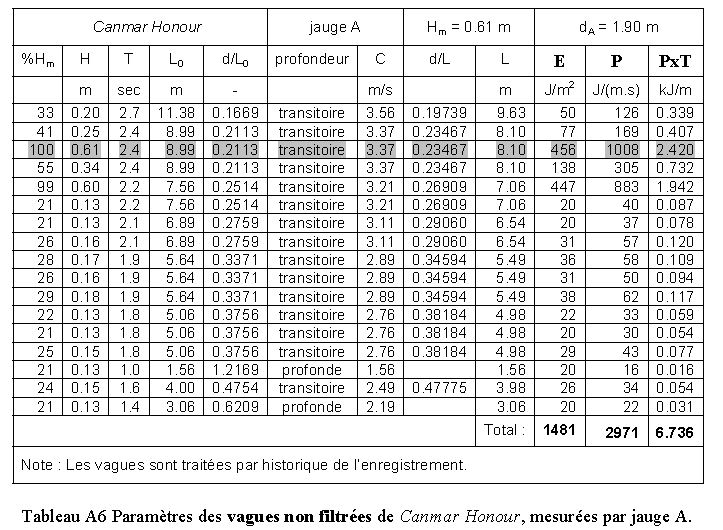 Canmar Honour jauge A Hm = 0.61 m dA = 1.90 m
%Hm H T L0 d/L0 profondeur C d/L L E P PxT
m sec m - m/s m J/m² J/(m.s) kJ/m
33 0.20 2.7 11.38 0.1669 transitoire 3.56 0.19739 9.63 50 126 0.339
41 0.25 2.4 8.99 0.2113 transitoire 3.37 0.23467 8.10 77 169 0.407
100 0.61 2.4 8.99 0.2113 transitoire 3.37 0.23467 8.10 456 1008 2.420
55 0.34 2.4 8.99 0.2113 transitoire 3.37 0.23467 8.10 138 305 0.732
99 0.60 2.2 7.56 0.2514 transitoire 3.21 0.26909 7.06 447 883 1.942
21 0.13 2.2 7.56 0.2514 transitoire 3.21 0.26909 7.06 20 40 0.087
21 0.13 2.1 6.89 0.2759 transitoire 3.11 0.29060 6.54 20 37 0.078
26 0.16 2.1 6.89 0.2759 transitoire 3.11 0.29060 6.54 31 57 0.120
28 0.17 1.9 5.64 0.3371 transitoire 2.89 0.34594 5.49 36 58 0.109
26 0.16 1.9 5.64 0.3371 transitoire 2.89 0.34594 5.49 31 50 0.094
29 0.18 1.9 5.64 0.3371 transitoire 2.89 0.34594 5.49 38 62 0.117
22 0.13 1.8 5.06 0.3756 transitoire 2.76 0.38184 4.98 22 33 0.059
21 0.13 1.8 5.06 0.3756 transitoire 2.76 0.38184 4.98 20 30 0.054
25 0.15 1.8 5.06 0.3756 transitoire 2.76 0.38184 4.98 29 43 0.077
21 0.13 1.0 1.56 1.2169 profonde 1.56 1.56 20 16 0.016
24 0.15 1.6 4.00 0.4754 transitoire 2.49 0.47775 3.98 26 34 0.054
21 0.13 1.4 3.06 0.6209 profonde 2.19 3.06 20 22 0.031
Total : 1481 2971 6.736
Note : Les vagues sont traitées par historique de l'enregistrement.
Tableau A6 Paramètres des vagues non filtrées de Canmar Honour, mesurées par jauge A.